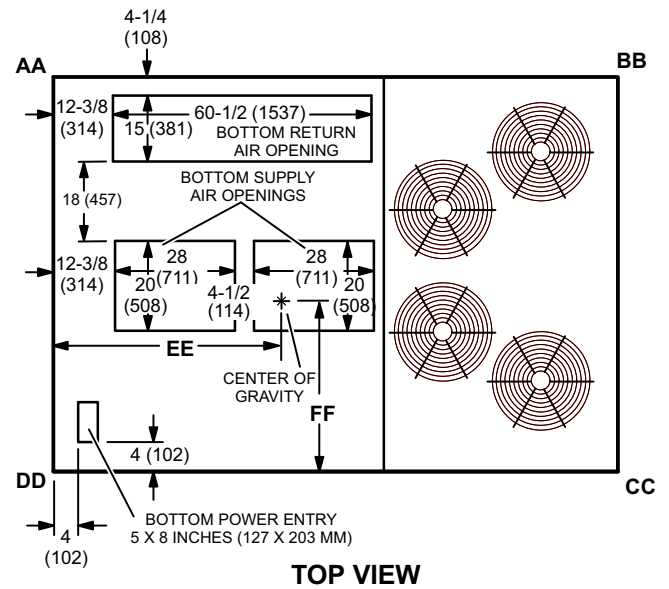 4-1/4
(108)
AA
BB
12-3/8
(314)
60-1/2 (1537)
15 (381)
BOTTOM RETURN
AIR OPENING
18 (457)
BOTTOM SUPPLY
AIR OPENINGS
12-3/8
(314)
28
(711)
20
(508)
4-1/2
(114)
28
(711)
20
(508)
EE
CENTER OF
GRAVITY
FF
4 (102)
DD
CC
4
(102)
BOTTOM POWER ENTRY
5 X 8 INCHES (127 X 203 MM)
TOP VIEW